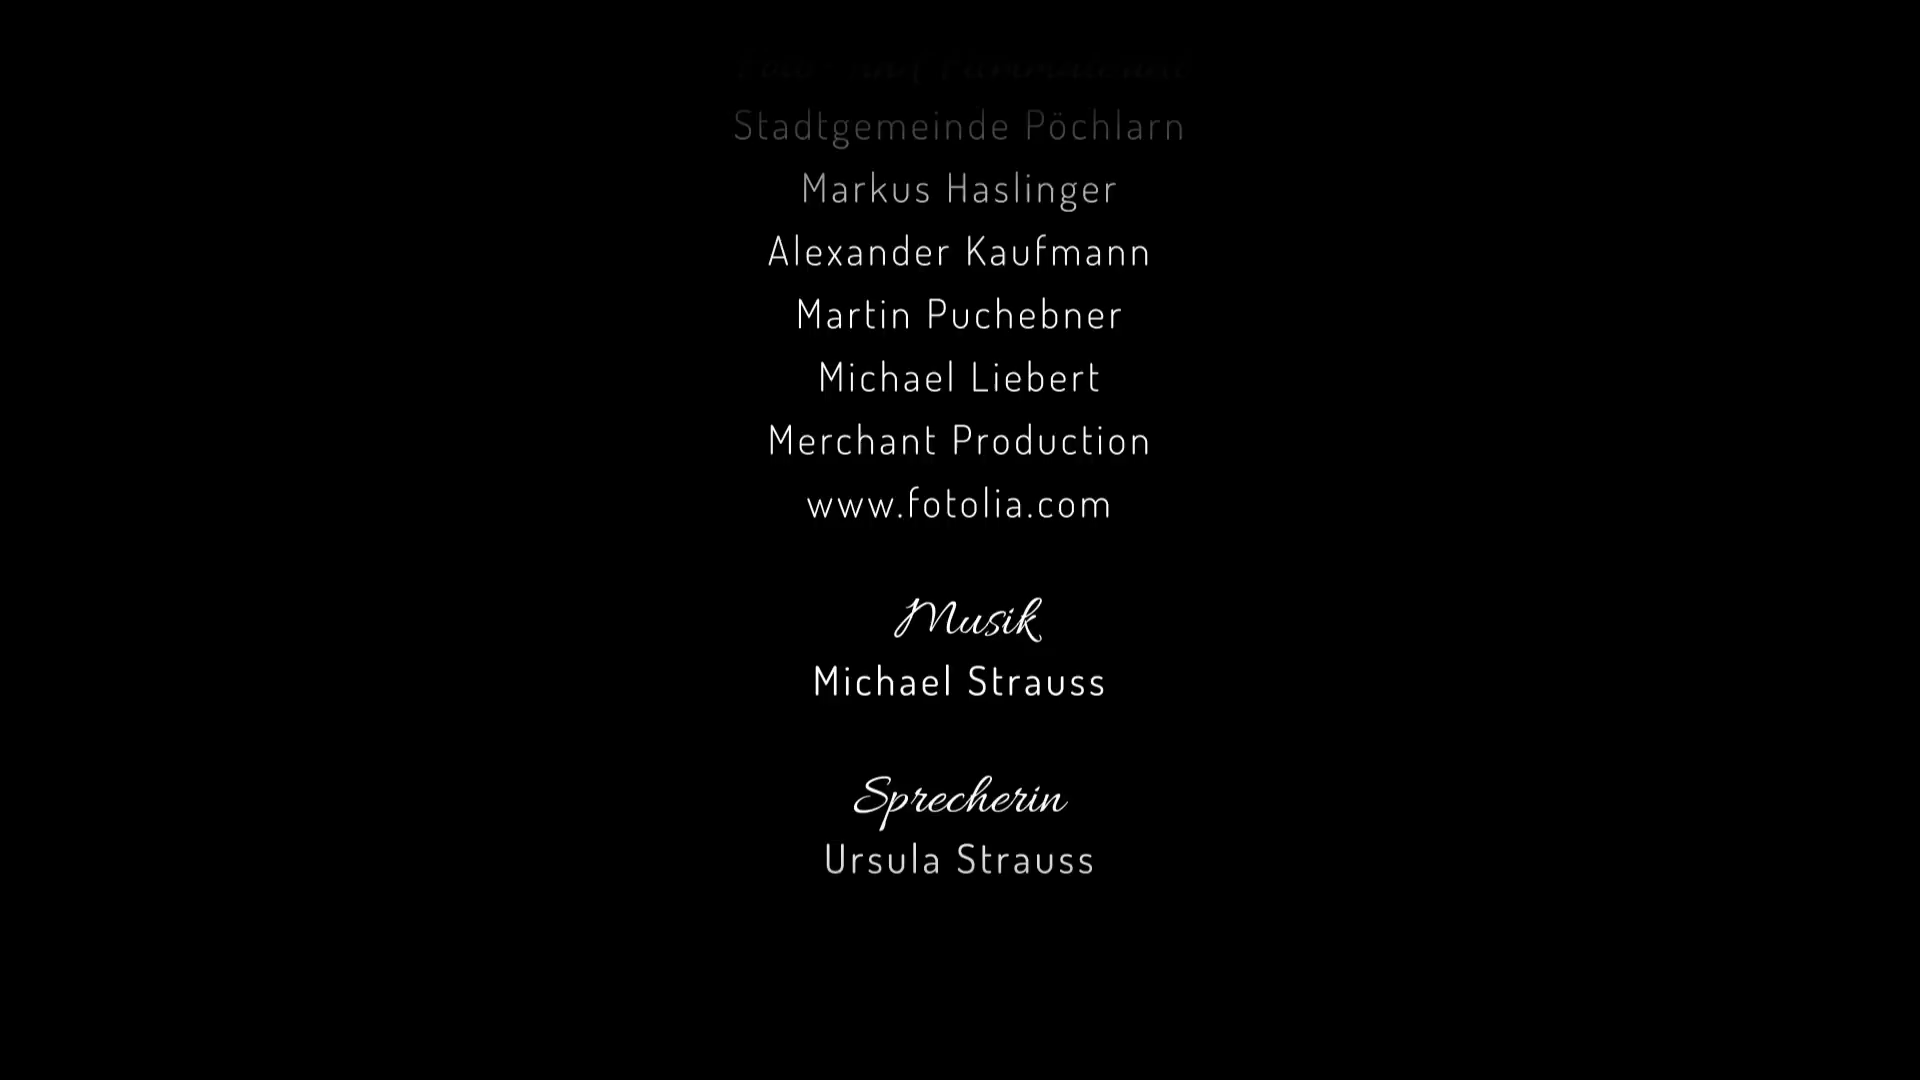 Stadtgemeinde Pöchlarn
Markus Haslinger
Alexander Kaufmann
Martin Puchebner
Michael Liebert
Merchant Production
www.fotolia.com
Musik
Michael Strauss
Sprecherin
Ursula Strauss